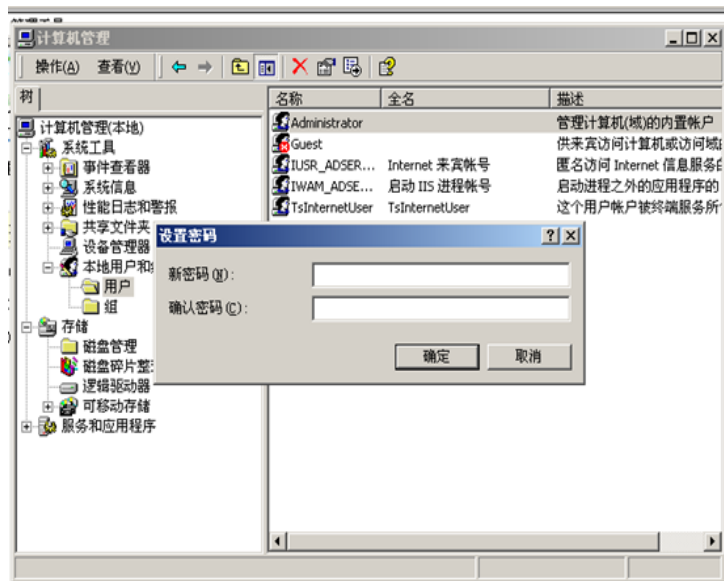 计算机管理
操作(A) 查看(V)
树
名称 全名 描述
计算机管理(本地)
系统工具
事件查看器
系统信息
性能日志和警报
共享文件夹
设备管理器
本地用户和
用户
组
存储
磁盘管理
磁盘碎片整
逻辑驱动器
可移动存储
服务和应用程序
Administrator 管理计算机(域)的内置帐户
Guest 供来宾访问计算机或访问域
IUSR_ADSER... Internet 来宾帐号 匿名访问 Internet 信息服务
IWAM_ADSE... 启动 IIS 进程帐号 启动进程之外的应用程序的
TsInternetUser TsInternetUser 这个用户帐户被终端服务所
设置密码
新密码(N):
确认密码(C):
确定 取消